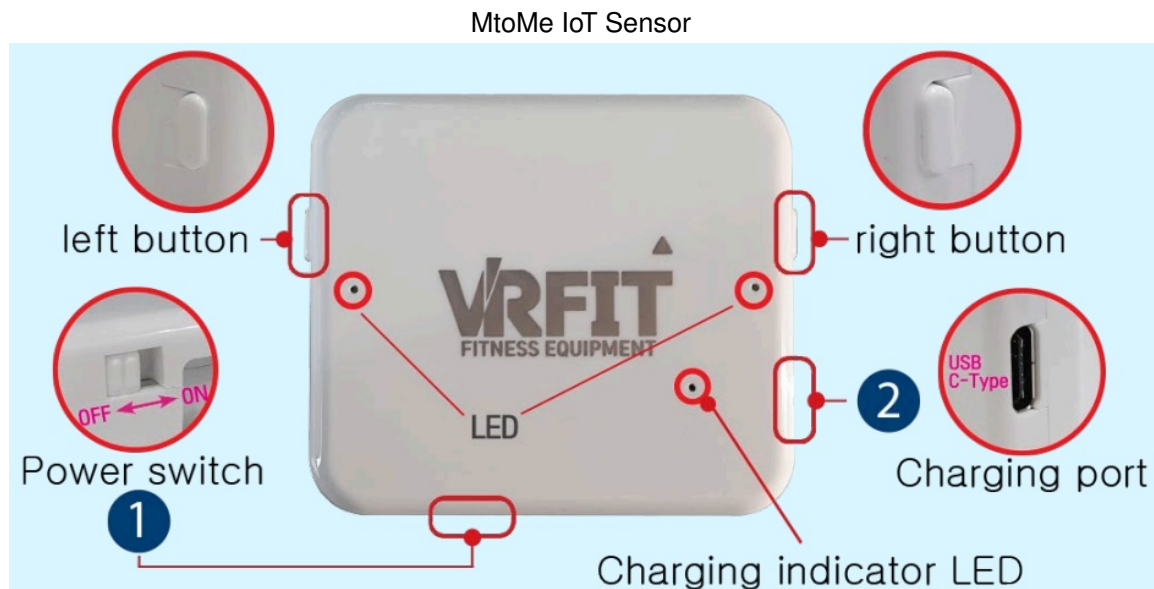 MtoMe IoT Sensor
left button
right button
VRFIT
FITNESS EQUIPMENT
USB
C-Type
OFF ON
LED
2
Power switch
Charging port
1
Charging indicator LED